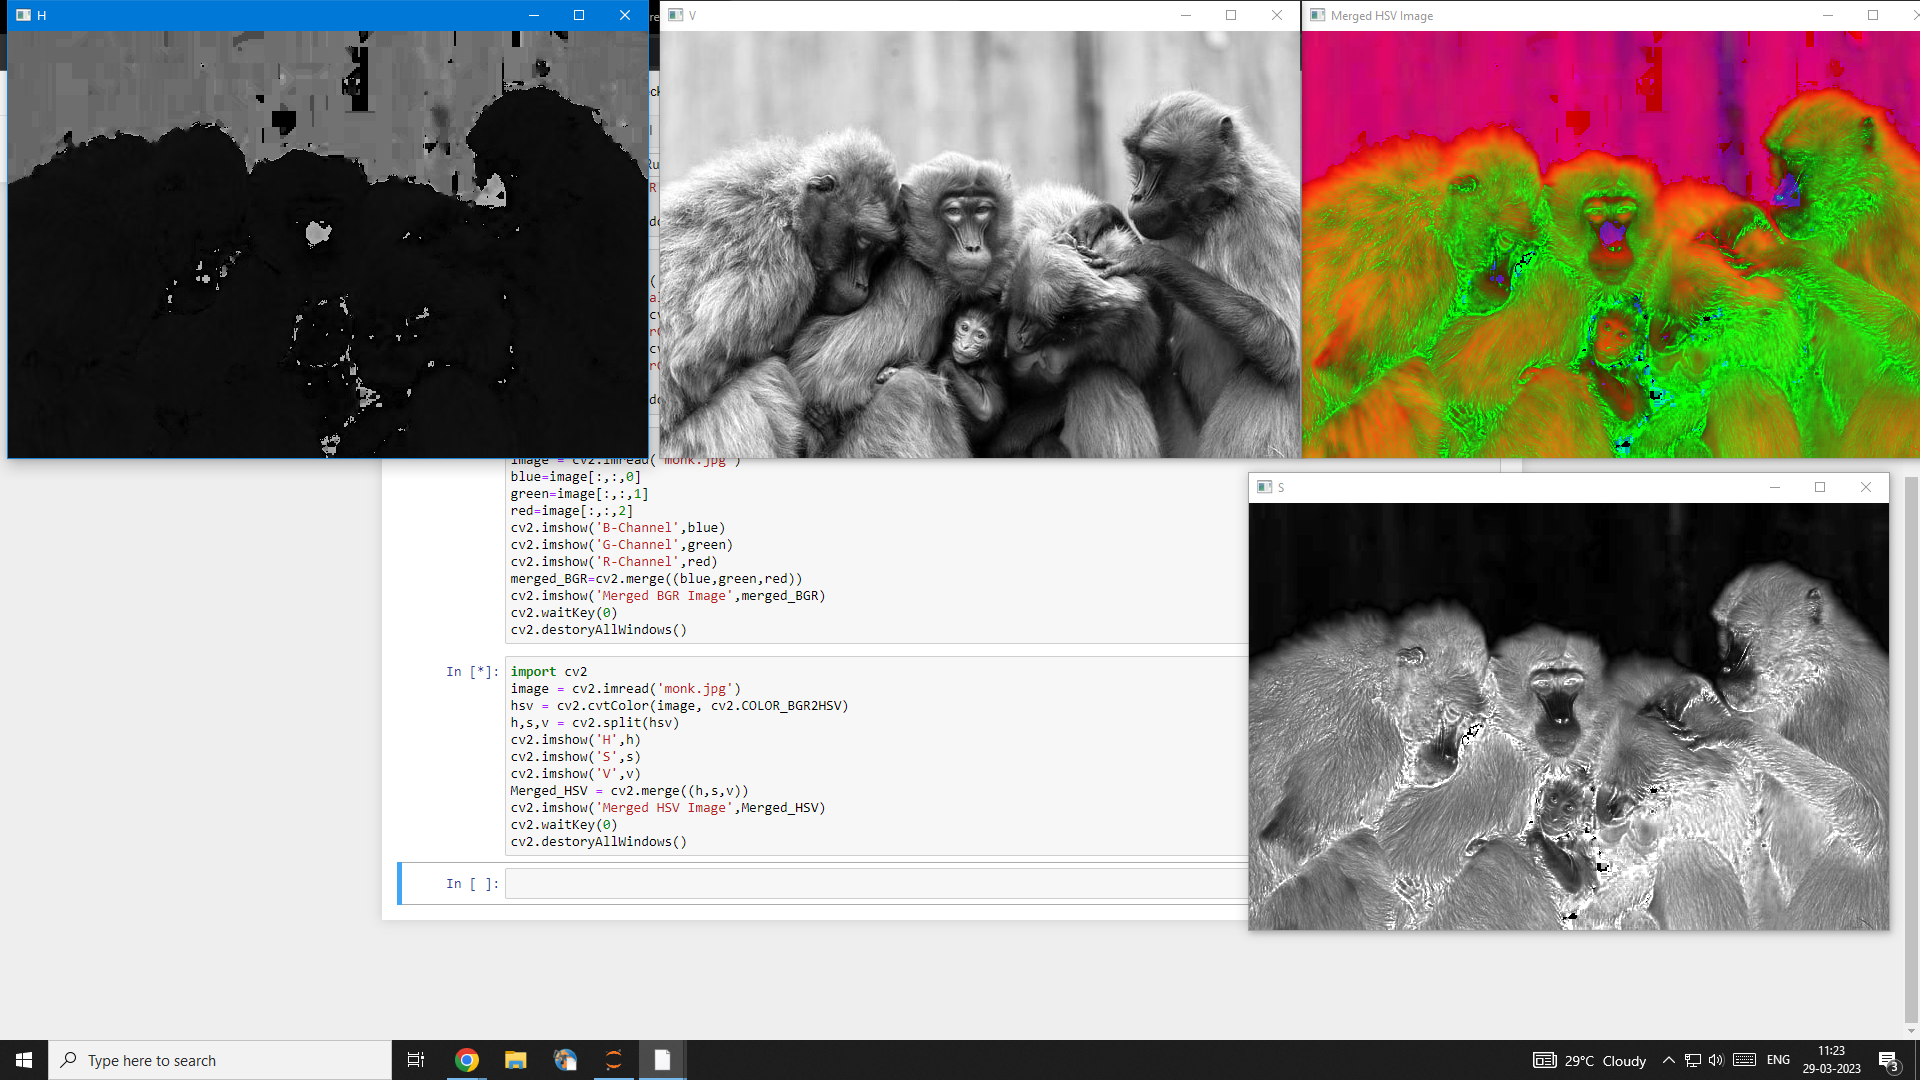 H
V
Merged HSV Image
S
image = cv2.imread('monk.jpg')
blue=image[:,:,0]
green=image[:,:,1]
red=image[:,:,2]
cv2.imshow('B-Channel',blue)
cv2.imshow('G-Channel',green)
cv2.imshow('R-Channel',red)
merged_BGR=cv2.merge((blue,green,red))
cv2.imshow('Merged BGR Image',merged_BGR)
cv2.waitKey(0)
cv2.destoryAllWindows()
In [*]:
import cv2
image = cv2.imread('monk.jpg')
hsv = cv2.cvtColor(image, cv2.COLOR_BGR2HSV)
h,s,v = cv2.split(hsv)
cv2.imshow('H',h)
cv2.imshow('S',s)
cv2.imshow('V',v)
Merged_HSV = cv2.merge((h,s,v))
cv2.imshow('Merged HSV Image',Merged_HSV)
cv2.waitKey(0)
cv2.destoryAllWindows()
In [ ]:
Type here to search
29°C Cloudy
ENG
11:23
29-03-2023
3